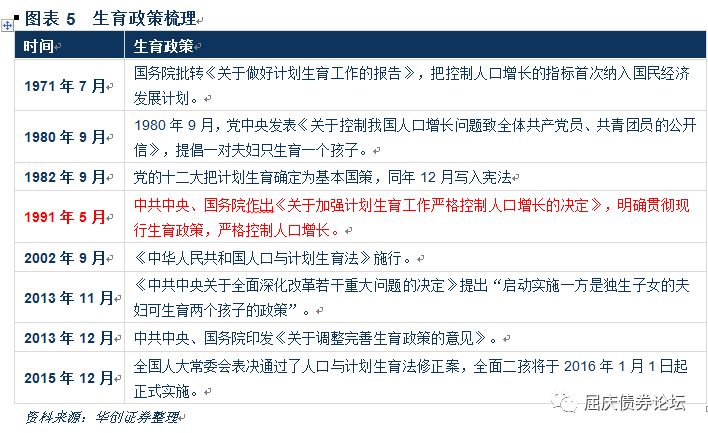 图表 5 生育政策梳理
时间 生育政策
1971 年 7 月 国务院批转《关于做好计划生育工作的报告》，把控制人口增长的指标首次纳入国民经济
发展计划。
1980 年 9 月 1980 年 9 月，党中央发表《关于控制我国人口增长问题致全体共产党员、共青团员的公开
信》，提倡一对夫妇只生育一个孩子。
1982 年 9 月 党的十二大把计划生育确定为基本国策，同年 12 月写入宪法
1991 年 5 月 中共中央、国务院作出《关于加强计划生育工作严格控制人口增长的决定》，明确贯彻现
行生育政策，严格控制人口增长。
2002 年 9 月 《中华人民共和国人口与计划生育法》施行。
2013 年 11 月 《中共中央关于全面深化改革若干重大问题的决定》提出“启动实施一方是独生子女的夫
妇可生育两个孩子的政策”。
2013 年 12 月 中共中央、国务院印发《关于调整完善生育政策的意见》。
2015 年 12 月 全国人大常委会表决通过了人口与计划生育法修正案，全面二孩将于 2016 年 1 月 1 日起
正式实施。
资料来源：华创证券整理
屈庆债券论坛